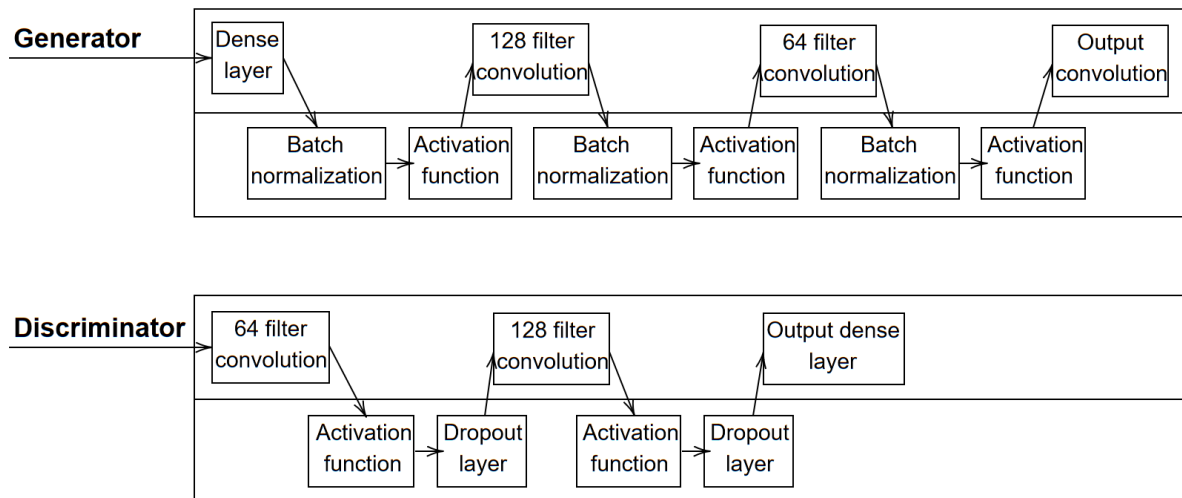 Generator
Dense
layer
128 filter
convolution
64 filter
convolution
Output
convolution
Batch
normalization
Activation
function
Batch
normalization
Activation
function
Batch
normalization
Activation
function
Discriminator
64 filter
convolution
128 filter
convolution
Output dense
layer
Activation
function
Dropout
layer
Activation
function
Dropout
layer